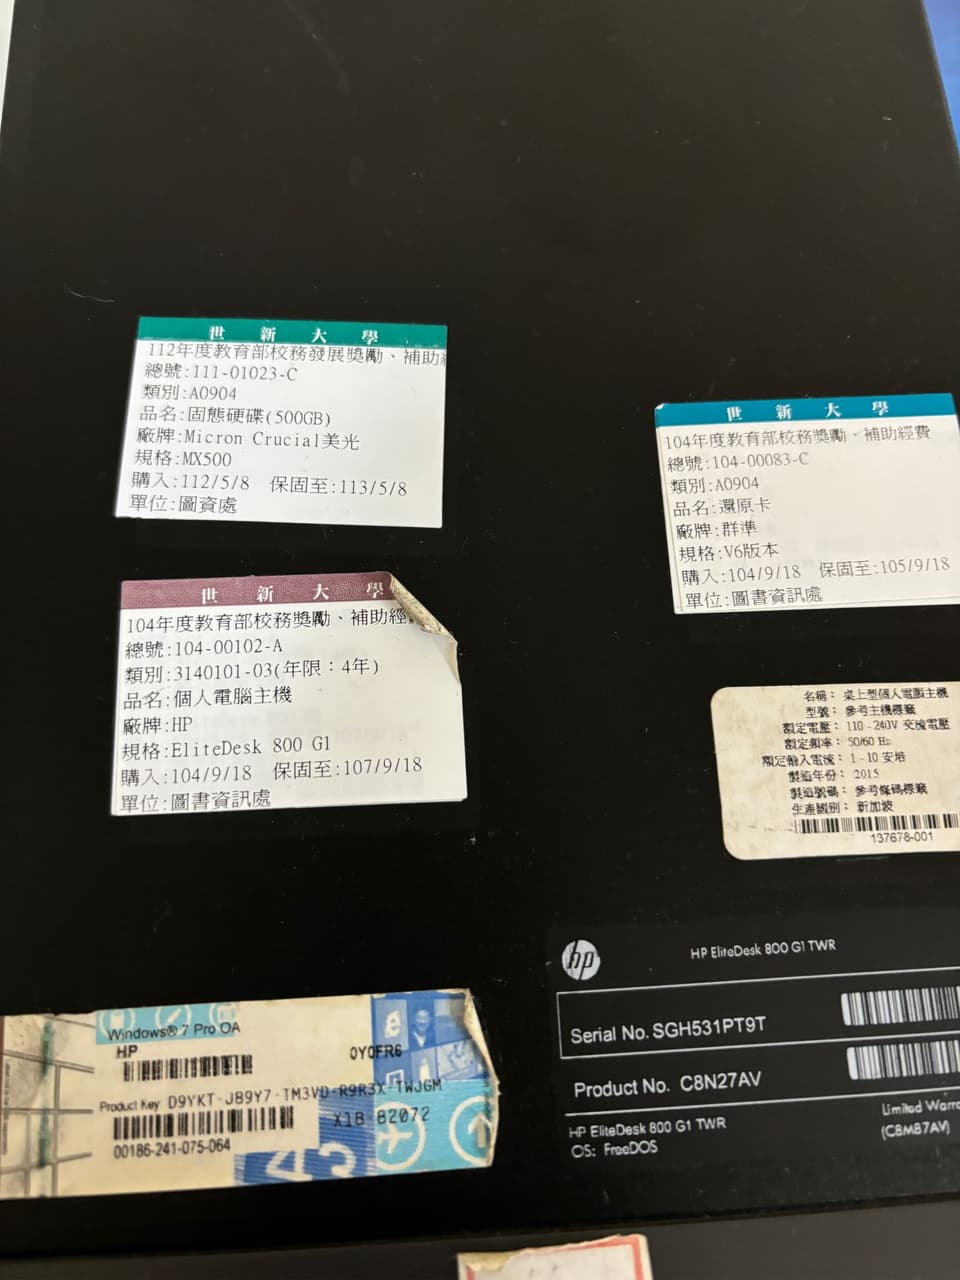 世新大學
112年度教育部校務發展獎勵、補助
總號:111-01023-C
類別:A0904
品名:固態硬碟(500GB)
廠牌:Micron Crucial美光
規格:MX500
購入:112/5/8 保固至:113/5/8
單位:圖資處
世新大學
104年度教育部校務獎勵、補助經費
總號:104-00083-C
類別:A0904
品名:還原卡
廠牌:群準
規格:V6版本
購入:104/9/18 保固至:105/9/18
單位:圖書資訊處
世新大學
104年度教育部校務獎勵、補助經
總號:104-00102-A
類別:3140101-03(年限：4年)
品名:個人電腦主機
廠牌:HP
規格:EliteDesk 800 G1
購入:104/9/18 保固至:107/9/18
單位:圖書資訊處
名稱： 桌上型個人電腦主機
型號： 參考主機標籤
額定電壓： 110 - 240V 交流電壓
額定頻率： 50/60 Hz
額定輸入電流： 1 - 10 安培
製造年份： 2015
製造號碼： 參考條碼標籤
生產國別： 新加坡
137678-001
hp
HP EliteDesk 800 G1 TWR
Serial No. SGH531PT9T
Product No. C8N27AV
HP EliteDesk 800 G1 TWR
OS: FreeDOS
Limited
(C8M87AV)
Windows® 7 Pro OA
HP
0Y0FR6
Product Key D9YKT-J89Y7-TM3VD-R9R3X-TWJGM
X18 82072
00186-241-075-064